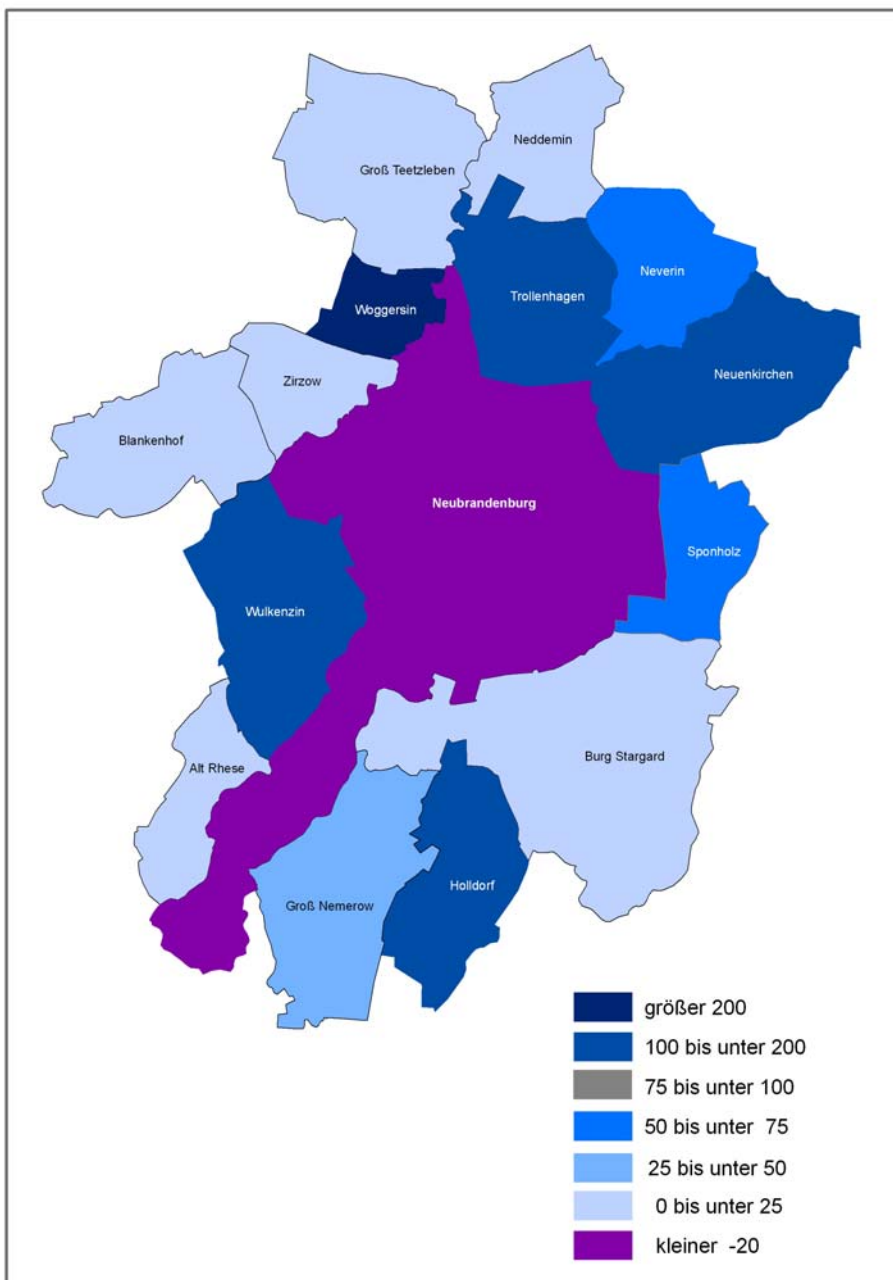 Neddemin
Groß Teetzleben
Neverin
Trollenhagen
Woggersin
Neuenkirchen
Zirzow
Blankenhof
Neubrandenburg
Sponholz
Wulkenzin
Burg Stargard
Alt Rhese
Holldorf
Groß Nemerow
größer 200
100 bis unter 200
75 bis unter 100
50 bis unter 75
25 bis unter 50
0 bis unter 25
kleiner -20